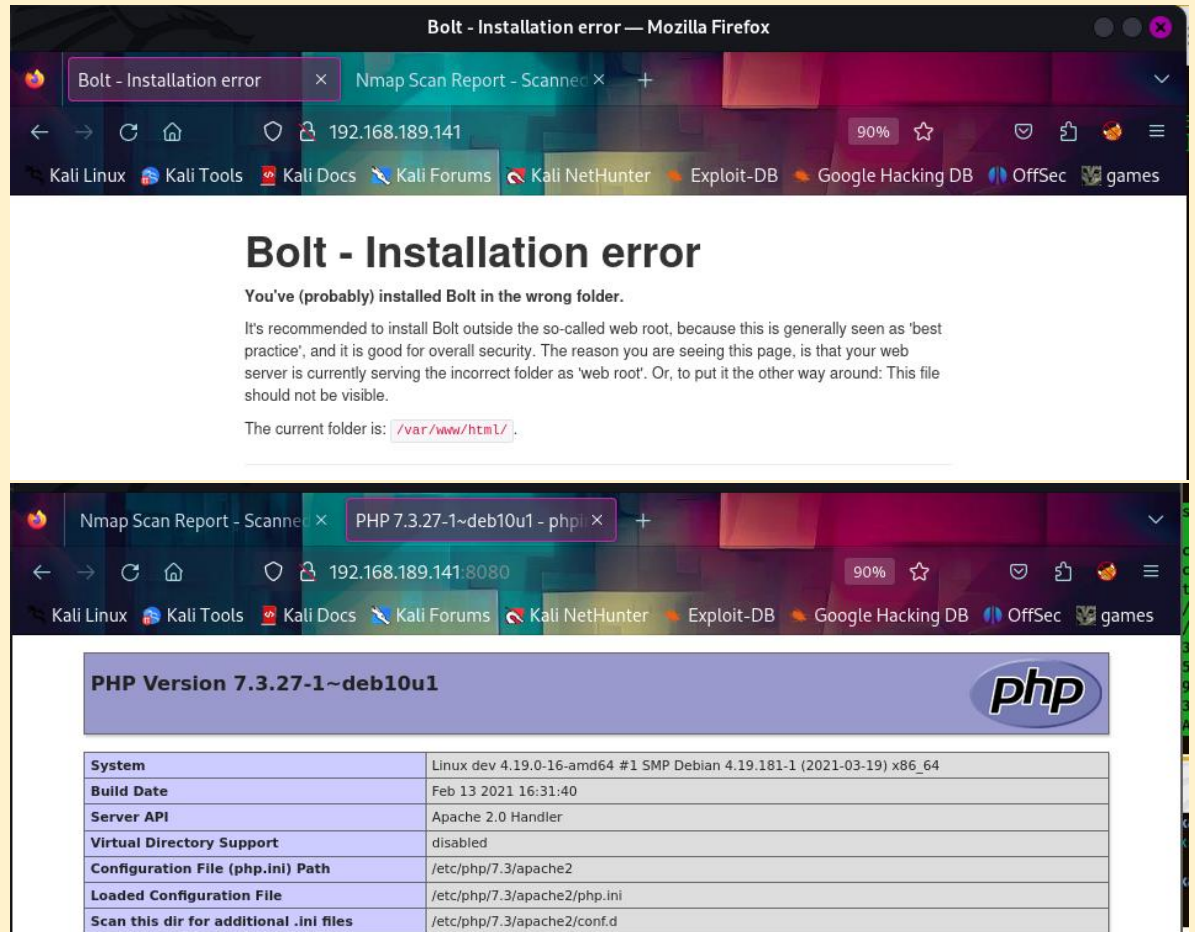 Bolt - Installation error — Mozilla Firefox
Bolt - Installation error
Nmap Scan Report - Scanned
192.168.189.141
90%
Kali Linux Kali Tools Kali Docs Kali Forums Kali NetHunter Exploit-DB Google Hacking DB OffSec games
Bolt - Installation error
You've (probably) installed Bolt in the wrong folder.
It's recommended to install Bolt outside the so-called web root, because this is generally seen as 'best
practice', and it is good for overall security. The reason you are seeing this page, is that your web
server is currently serving the incorrect folder as 'web root'. Or, to put it the other way around: This file
should not be visible.
The current folder is: /var/www/html/ .
Nmap Scan Report - Scanned
PHP 7.3.27-1~deb10u1 - phpi
192.168.189.141:8080
90%
Kali Linux Kali Tools Kali Docs Kali Forums Kali NetHunter Exploit-DB Google Hacking DB OffSec games
PHP Version 7.3.27-1~deb10u1
php
System Linux dev 4.19.0-16-amd64 #1 SMP Debian 4.19.181-1 (2021-03-19) x86_64
Build Date Feb 13 2021 16:31:40
Server API Apache 2.0 Handler
Virtual Directory Support disabled
Configuration File (php.ini) Path /etc/php/7.3/apache2
Loaded Configuration File /etc/php/7.3/apache2/php.ini
Scan this dir for additional .ini files /etc/php/7.3/apache2/conf.d